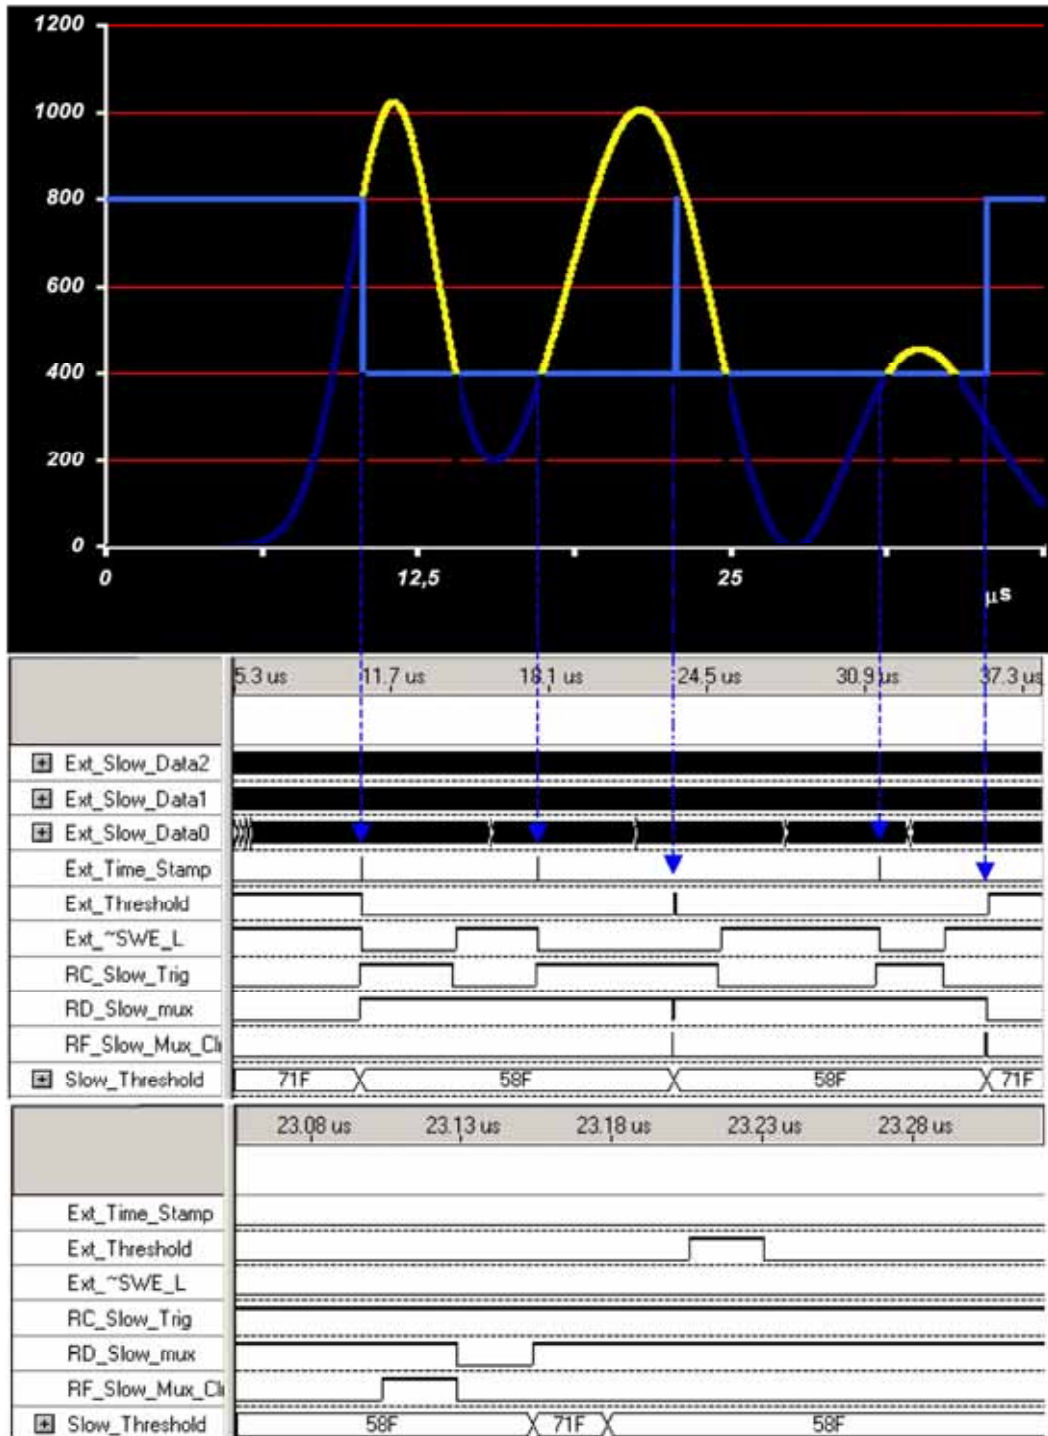 1200
1000
800
600
400
200
0
0 12,5 25
μs
5.3 us 11.7 us 18.1 us 24.5 us 30.9 us 37.3 us
Ext_Slow_Data2
Ext_Slow_Data1
Ext_Slow_Data0
Ext_Time_Stamp
Ext_Threshold
Ext_~SWE_L
RC_Slow_Trig
RD_Slow_mux
RF_Slow_Mux_Cl
Slow_Threshold 71F 58F 58F 71F
23.08 us 23.13 us 23.18 us 23.23 us 23.28 us
Ext_Time_Stamp
Ext_Threshold
Ext_~SWE_L
RC_Slow_Trig
RD_Slow_mux
RF_Slow_Mux_Cl
Slow_Threshold 58F 71F 58F